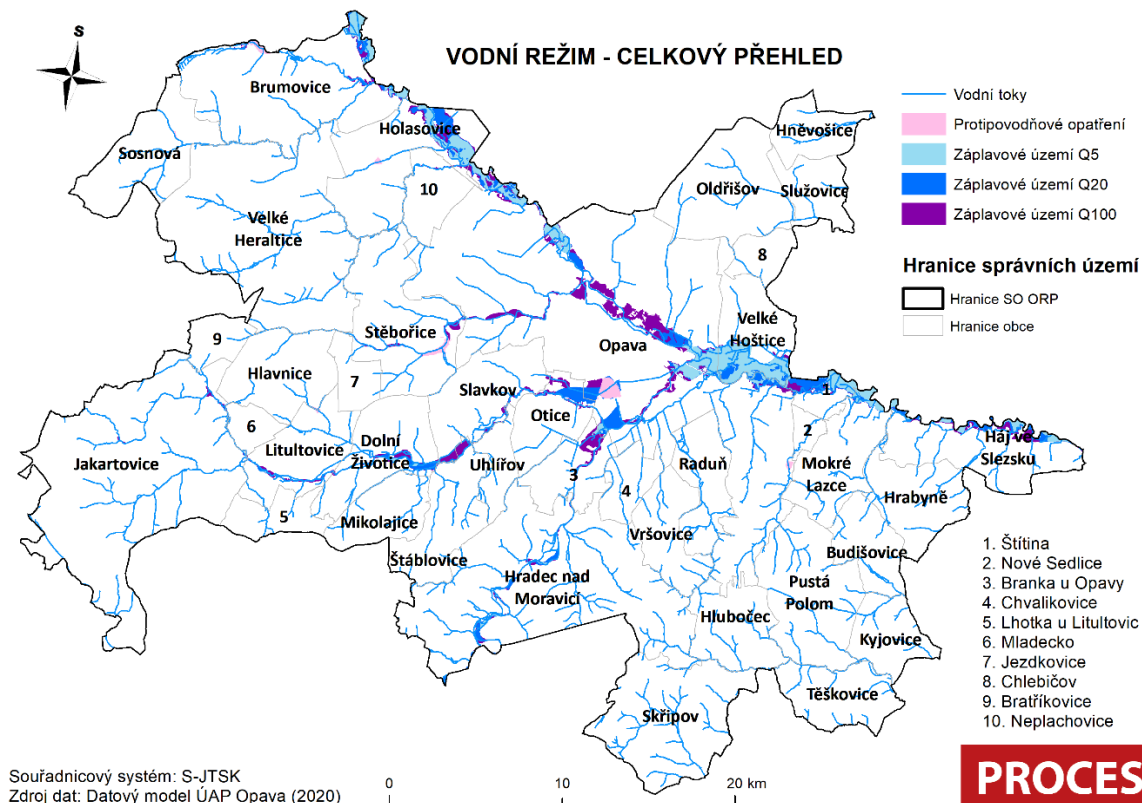 S
VODNÍ REŽIM - CELKOVÝ PŘEHLED
Vodní toky
Protipovodňové opatření
Záplavové území Q5
Záplavové území Q20
Záplavové území Q100
Hranice správních území
Hranice SO ORP
Hranice obce
Brumovice
Holasovice
Sosnová
10
Velké
Heraltice
Hněvošice
Oldřišov
Služovice
8
Velké
Hoštice
Stěbořice
Opava
9
Hlavnice
7
Slavkov
Otice
1
6
Litultovice
Dolní
Životice
Uhlířov
2
Háj ve
Slezsku
Jakartovice
3
4
Raduň
Mokré
Lazce
Hrabyně
5
Mikolajice
Vršovice
Štáblovice
Budišovice
Hradec nad
Moravicí
Pustá
Polom
Hlubočec
Kyjovice
Těškovice
Skřipov
1. Štítina
2. Nové Sedlice
3. Branka u Opavy
4. Chvalikovice
5. Lhotka u Litultovic
6. Mladecko
7. Jezdkovice
8. Chlebičov
9. Bratříkovice
10. Neplachovice
Souřadnicový systém: S-JTSK
Zdroj dat: Datový model ÚAP Opava (2020)
0 10 20 km
PROCES